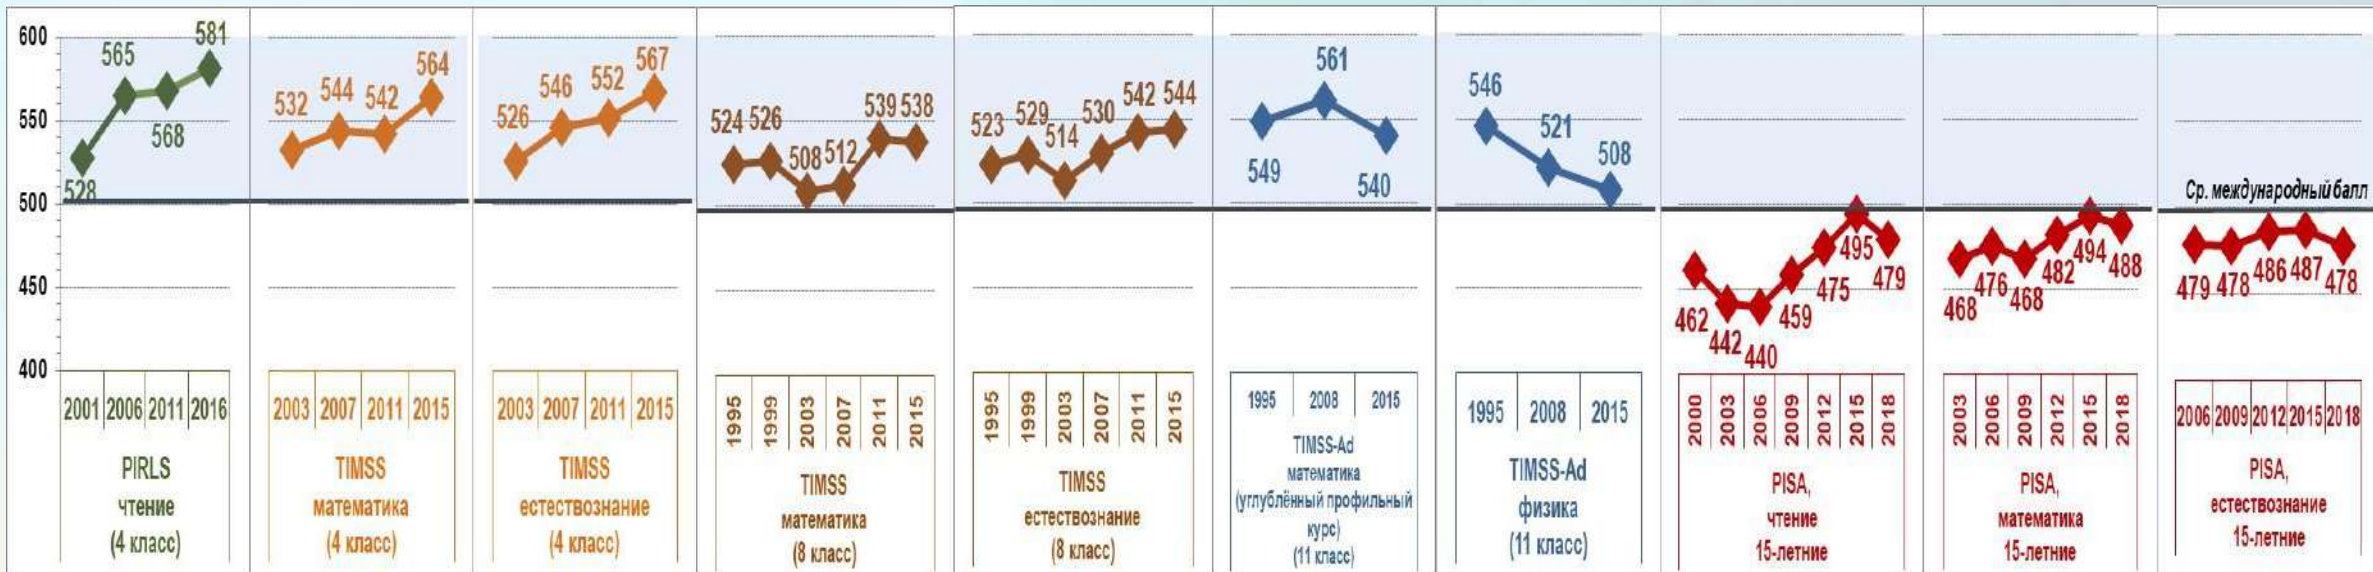 600
550
500
450
400
528
565
568
581
2001 2006 2011 2016
PIRLS
чтение
(4 класс)
532
544
542
564
2003 2007 2011 2015
TIMSS
математика
(4 класс)
526
546
552
567
2003 2007 2011 2015
TIMSS
естествознание
(4 класс)
524
526
508
512
539
538
1995 1999 2003 2007 2011 2015
TIMSS
математика
(8 класс)
523
529
514
530
542
544
1995 1999 2003 2007 2011 2015
TIMSS
естествознание
(8 класс)
549
561
540
1995 2008 2015
TIMSS-Ad
математика
(углублённый профильный
курс)
(11 класс)
546
521
508
1995 2008 2015
TIMSS-Ad
физика
(11 класс)
462
442
440
459
475
495
479
2000 2003 2006 2009 2012 2015 2018
PISA,
чтение
15-летние
468
476
468
482
494
488
2003 2006 2009 2012 2015 2018
PISA,
математика
15-летние
Ср. международный балл
479
478
486
487
478
2006 2009 2012 2015 2018
PISA,
естествознание
15-летние